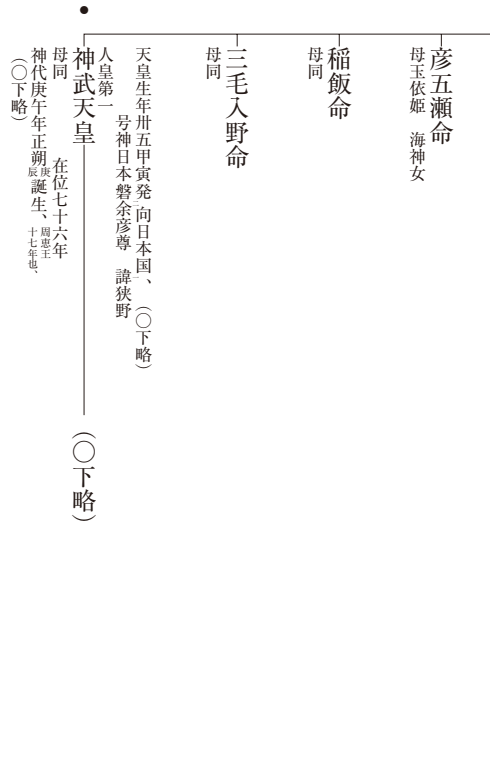 彦五瀬命
母玉依姫　海神女
稲飯命
母同
三毛入野命
母同
天皇生年卅五甲寅発㆓向日本国㆒、（〇下略）
号神日本磐余彦尊　諱狭野
人皇第一
神武天皇
（〇下略）
母同　在位七十六年
神代庚午年正朔庚辰誕生、周恵王十七年也、
（〇下略）